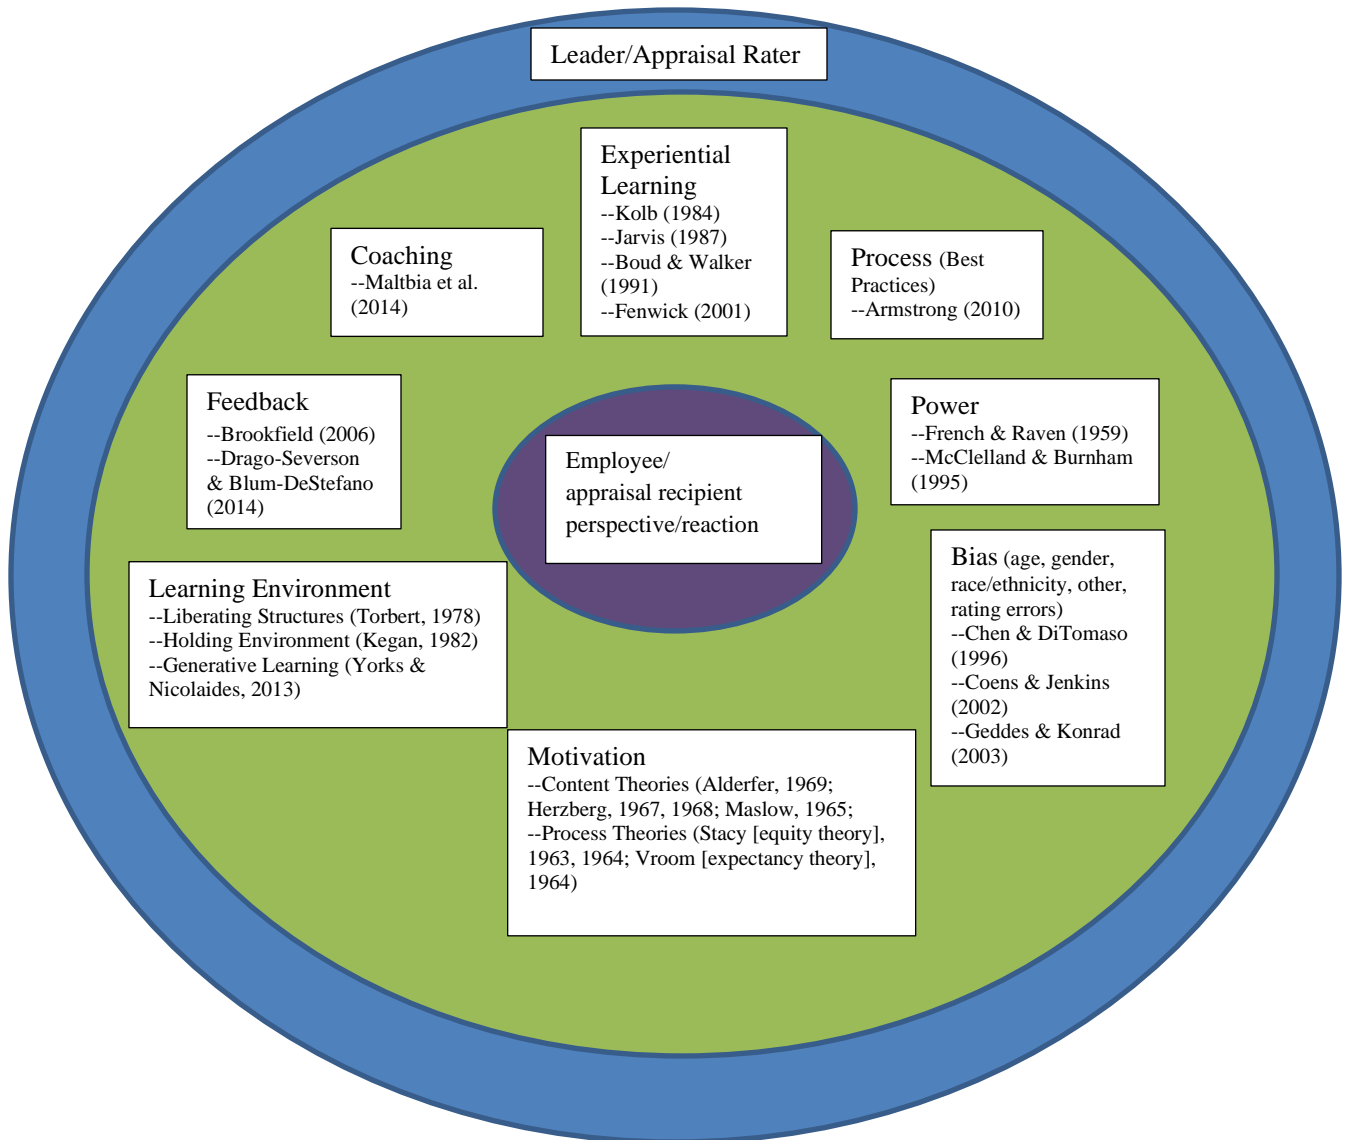 Leader/Appraisal Rater
Experiential
Learning
--Kolb (1984)
--Jarvis (1987)
--Boud & Walker
(1991)
--Fenwick (2001)
Coaching
--Maltbia et al.
(2014)
Process (Best
Practices)
--Armstrong (2010)
Feedback
--Brookfield (2006)
--Drago-Severson
& Blum-DeStefano
(2014)
Employee/
appraisal recipient
perspective/reaction
Power
--French & Raven (1959)
--McClelland & Burnham
(1995)
Learning Environment
--Liberating Structures (Torbert, 1978)
--Holding Environment (Kegan, 1982)
--Generative Learning (Yorks &
Nicolaides, 2013)
Bias (age, gender,
race/ethnicity, other,
rating errors)
--Chen & DiTomaso
(1996)
--Coens & Jenkins
(2002)
--Geddes & Konrad
(2003)
Motivation
--Content Theories (Alderfer, 1969;
Herzberg, 1967, 1968; Maslow, 1965;
--Process Theories (Stacy [equity theory],
1963, 1964; Vroom [expectancy theory],
1964)